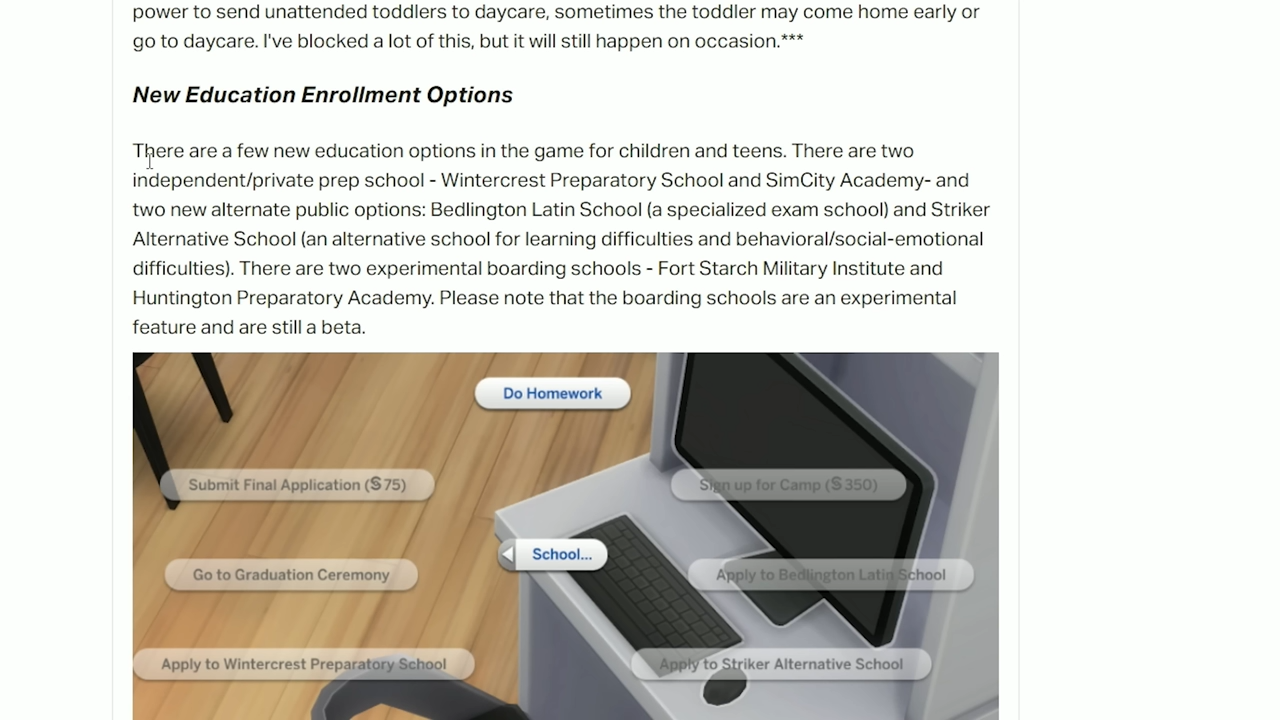 power to send unattended toddlers to daycare, sometimes the toddler may come home early or
go to daycare. I've blocked a lot of this, but it will still happen on occasion.***
New Education Enrollment Options
There are a few new education options in the game for children and teens. There are two
independent/private prep school - Wintercrest Preparatory School and SimCity Academy- and
two new alternate public options: Bedlington Latin School (a specialized exam school) and Striker
Alternative School (an alternative school for learning difficulties and behavioral/social-emotional
difficulties). There are two experimental boarding schools - Fort Starch Military Institute and
Huntington Preparatory Academy. Please note that the boarding schools are an experimental
feature and are still a beta.
Do Homework
Submit Final Application (§75)
Sign up for Camp (§350)
School...
Go to Graduation Ceremony
Apply to Bedlington Latin School
Apply to Wintercrest Preparatory School
Apply to Striker Alternative School